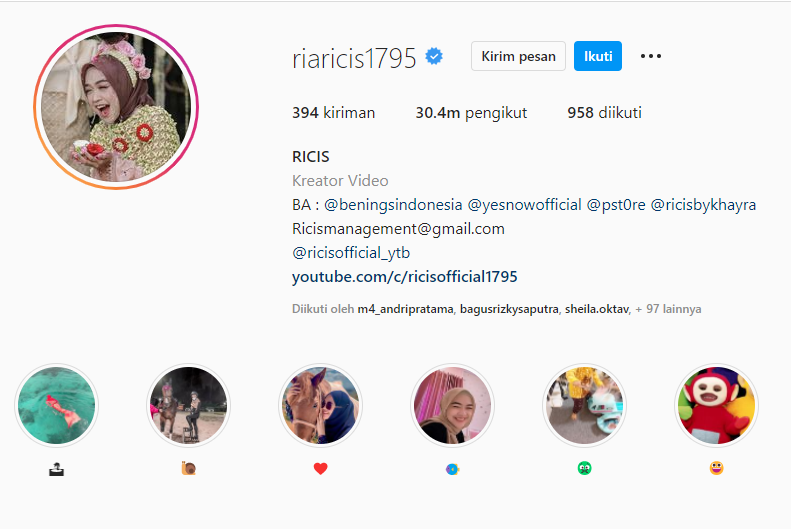 riaricis1795 Kirim pesan Ikuti
394 kiriman 30.4m pengikut 958 diikuti
RICIS
Kreator Video
BA : @beningsindonesia @yesnowofficial @pst0re @ricisbykhayra
Ricismanagement@gmail.com
@ricisofficial_ytb
youtube.com/c/ricisofficial1795
Diikuti oleh m4_andripratama, bagusrizkysaputra, sheila.oktav, + 97 lainnya